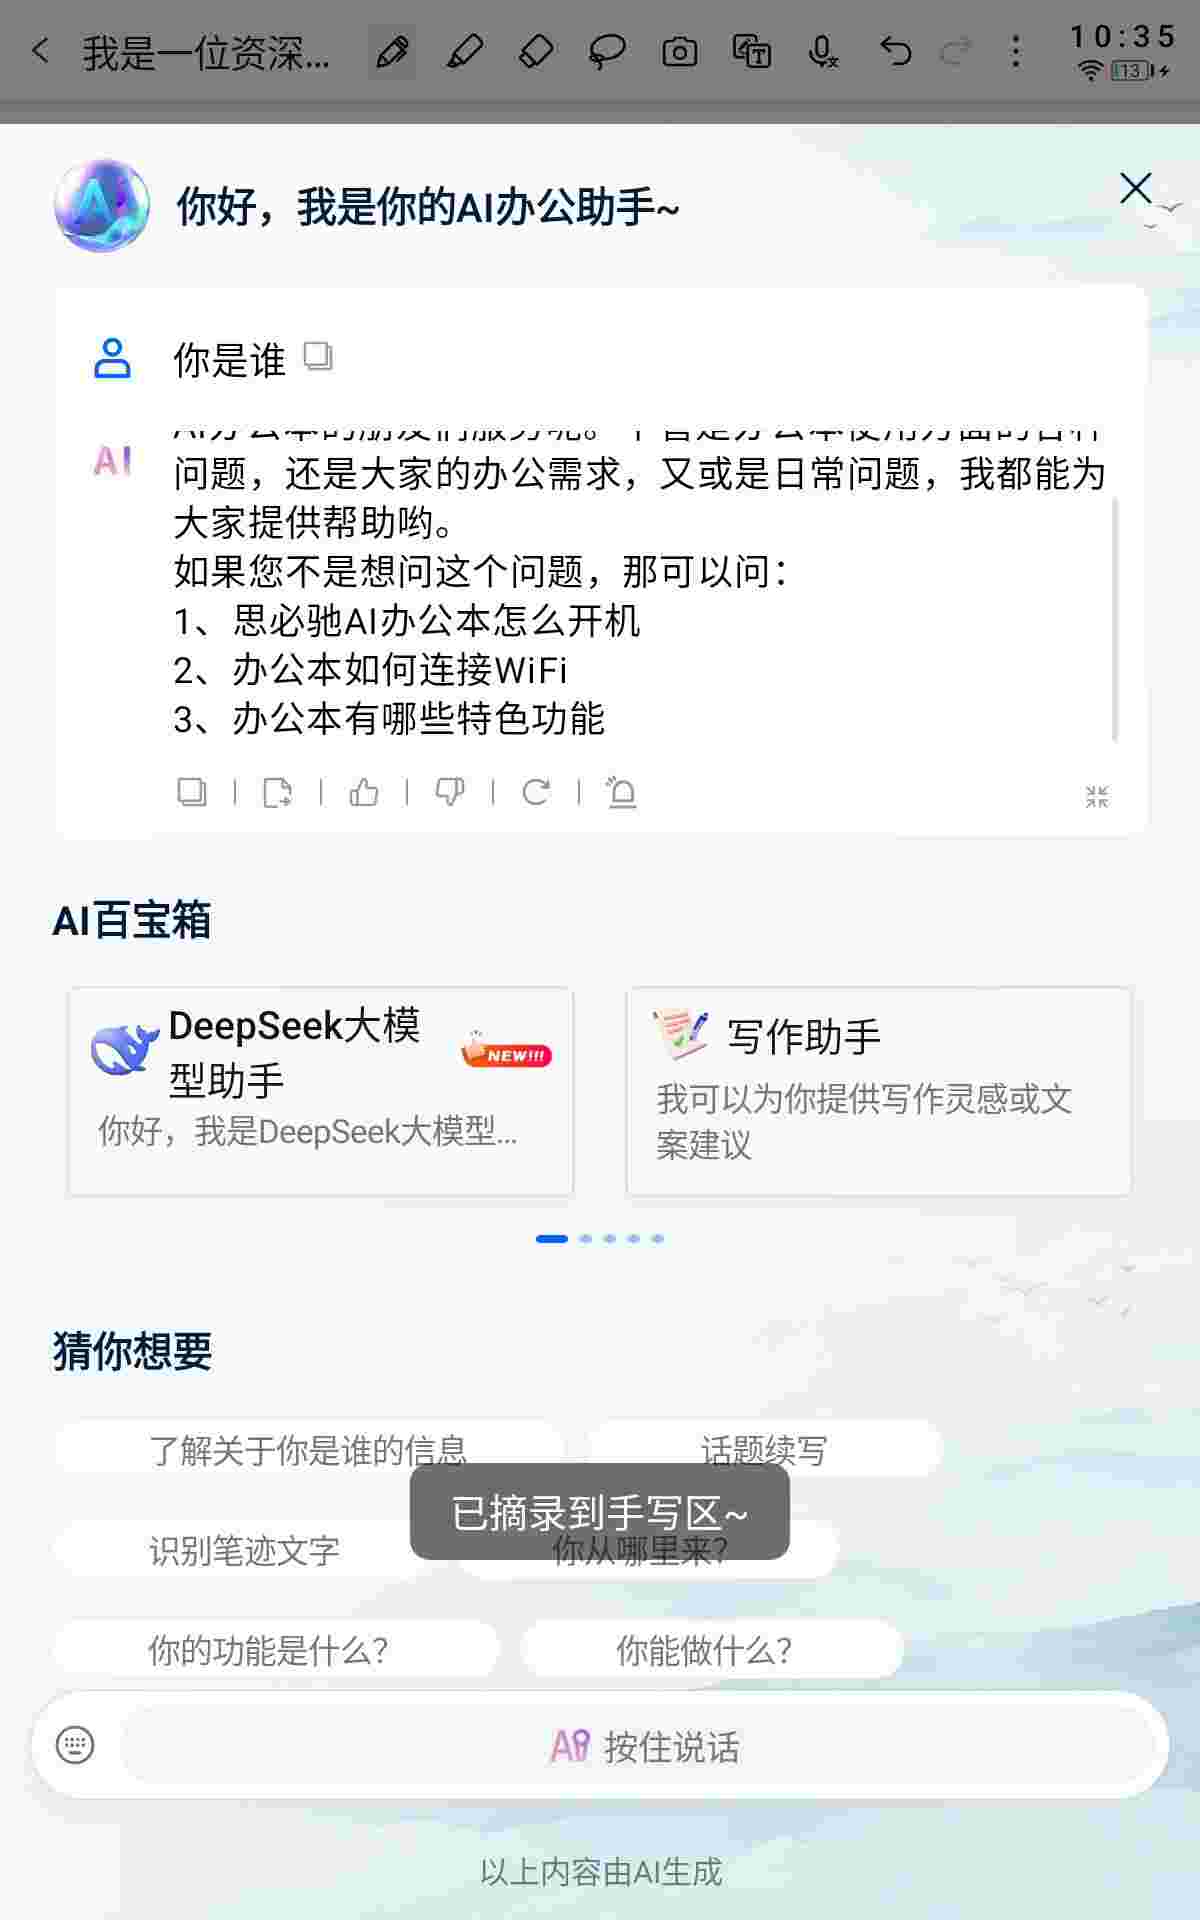 我是一位资深...
10:35
13
你好，我是你的AI办公助手~
你是谁
AI
问题，还是大家的办公需求，又或是日常问题，我都能为
大家提供帮助哟。
如果您不是想问这个问题，那可以问：
1、思必驰AI办公本怎么开机
2、办公本如何连接WiFi
3、办公本有哪些特色功能
AI百宝箱
DeepSeek大模
型助手
NEW!!!
你好，我是DeepSeek大模型...
写作助手
我可以为你提供写作灵感或文
案建议
猜你想要
了解关于你是谁的信息
话题续写
已摘录到手写区~
识别笔迹文字
你从哪里来？
你的功能是什么？
你能做什么？
AI 按住说话
以上内容由AI生成